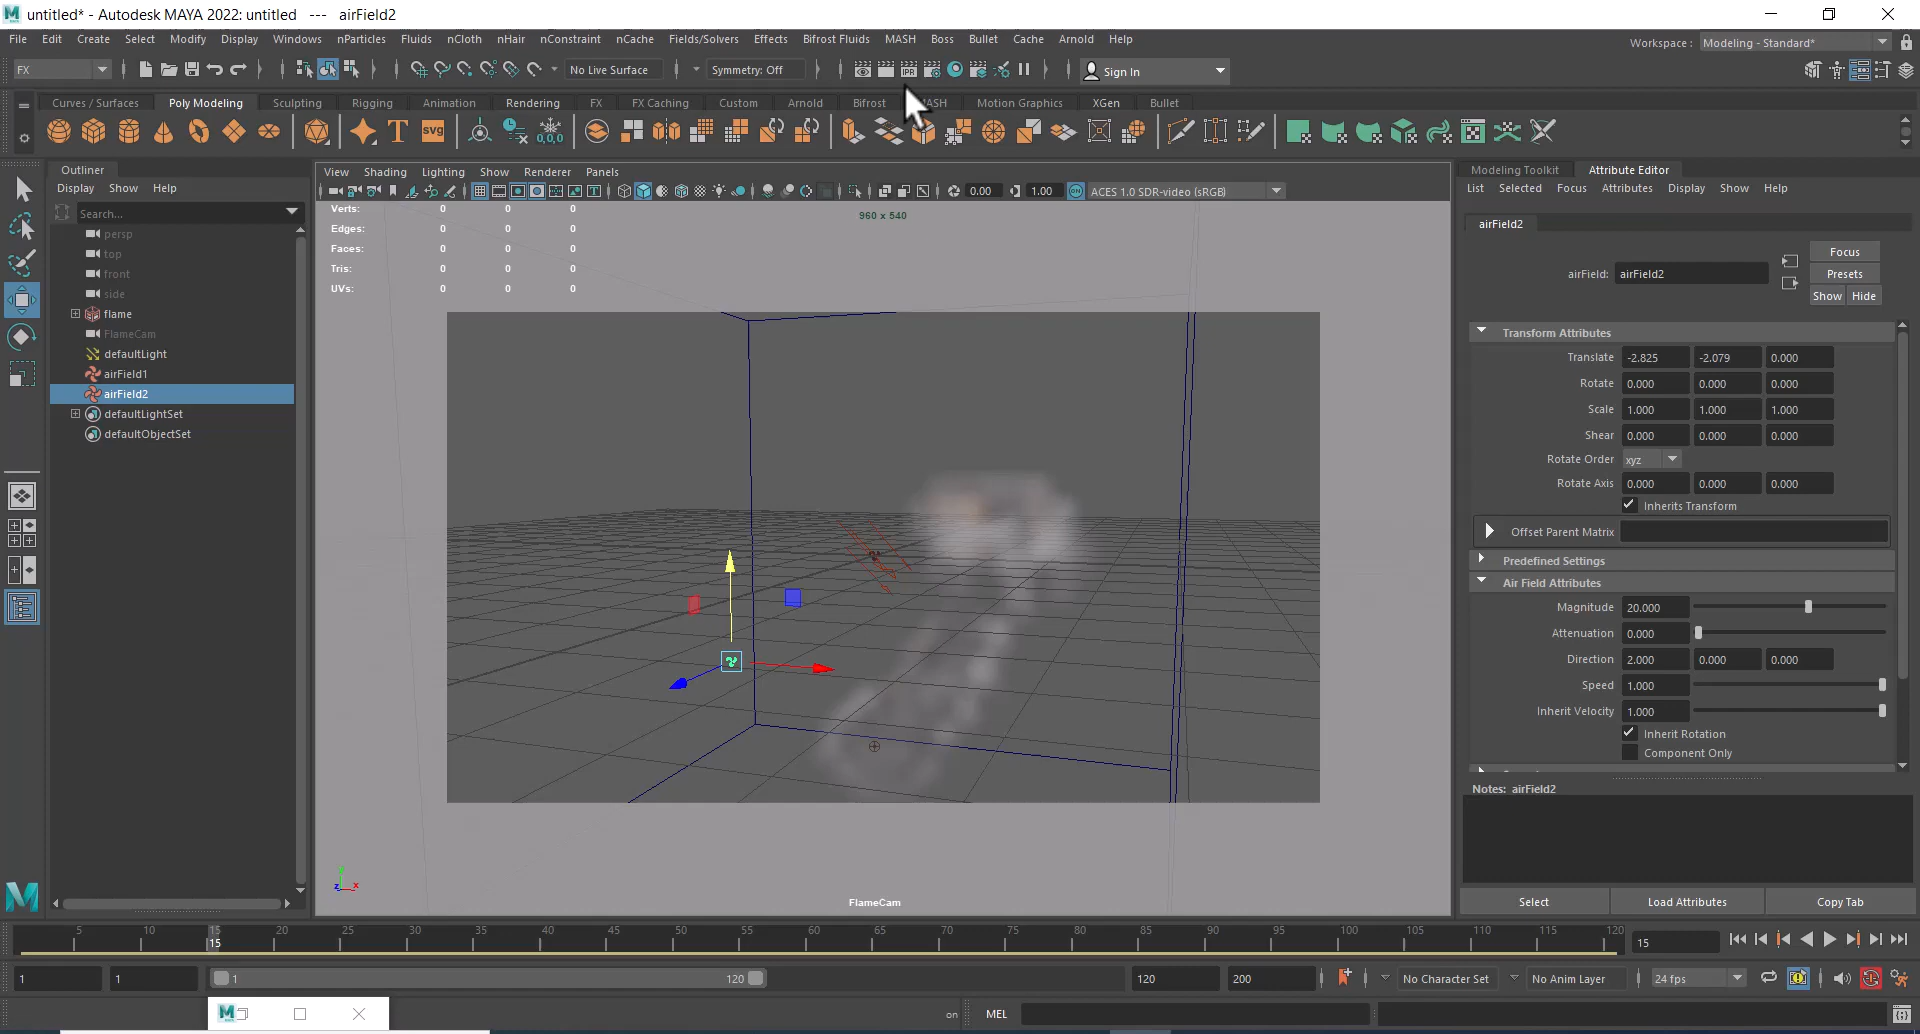 untitled* - Autodesk MAYA 2022: untitled   ---   airField2
File Edit Create Select Modify Display Windows nParticles Fluids nCloth nHair nConstraint nCache Fields/Solvers Effects Bifrost Fluids MASH Boss Bullet Cache Arnold Help
Workspace : Modeling - Standard*
FX No Live Surface Symmetry: Off IPR Sign In
Curves / Surfaces Poly Modeling Sculpting Rigging Animation Rendering FX FX Caching Custom Arnold Bifrost ASH Motion Graphics XGen Bullet
T SVG 0,0,0
Outliner
Display Show Help
Search...
persp
top
front
side
flame
FlameCam
defaultLight
airField1
airField2
defaultLightSet
defaultObjectSet
View Shading Lighting Show Renderer Panels
0.00 1.00 ACES 1.0 SDR-video (sRGB)
Verts: 0 0 0
Edges: 0 0 0
Faces: 0 0 0
Tris: 0 0 0
UVs: 0 0 0
960 x 540
z x
FlameCam
Modeling Toolkit Attribute Editor
List Selected Focus Attributes Display Show Help
airField2
airField: airField2
Focus
Presets
Show Hide
Transform Attributes
Translate -2.825 -2.079 0.000
Rotate 0.000 0.000 0.000
Scale 1.000 1.000 1.000
Shear 0.000 0.000 0.000
Rotate Order xyz
Rotate Axis 0.000 0.000 0.000
Inherits Transform
Offset Parent Matrix
Predefined Settings
Air Field Attributes
Magnitude 20.000
Attenuation 0.000
Direction 2.000 0.000 0.000
Speed 1.000
Inherit Velocity 1.000
Inherit Rotation
Component Only
Notes: airField2
Select Load Attributes Copy Tab
5 10 15 20 25 30 35 40 45 50 55 60 65 70 75 80 85 90 95 100 105 110 115 120
15
15
1 1 1 120 120 200 No Character Set No Anim Layer 24 fps
M on MEL